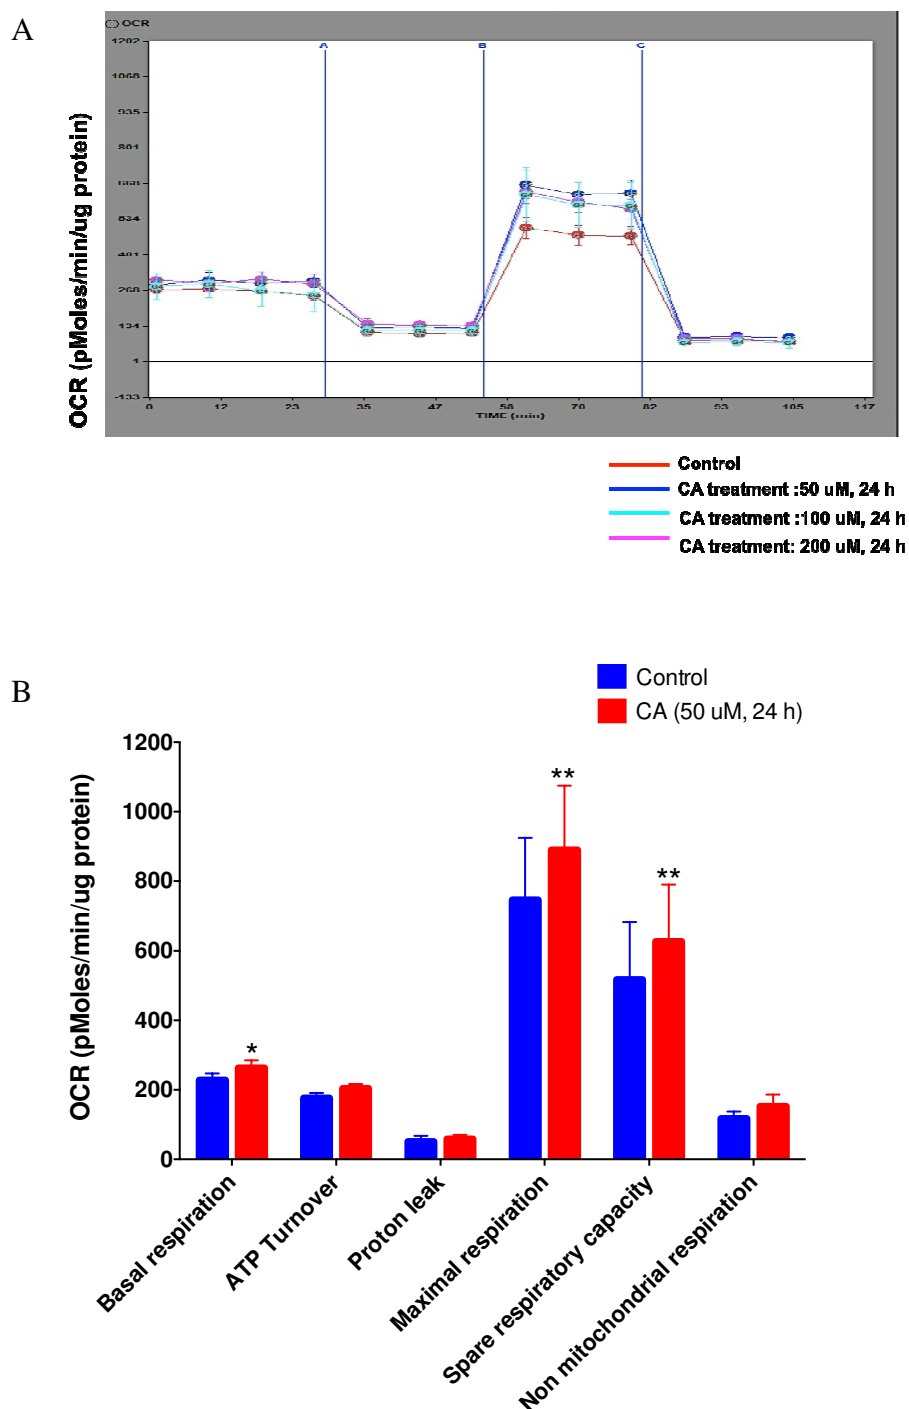 A
OCR
A
B
C
1202
1068
935
801
668
534
401
268
134
1
-133
0
12
23
35
47
58
70
82
93
105
117
TIME (min)
OCR (pMoles/min/ug protein)
Control
CA treatment :50 uM, 24 h
CA treatment :100 uM, 24 h
CA treatment: 200 uM, 24 h
B
Control
CA (50 uM, 24 h)
1200
1000
800
600
400
200
0
OCR (pMoles/min/ug protein)
*
**
**
Basal respiration
ATP Turnover
Proton leak
Maximal respiration
Spare respiratory capacity
Non mitochondrial respiration